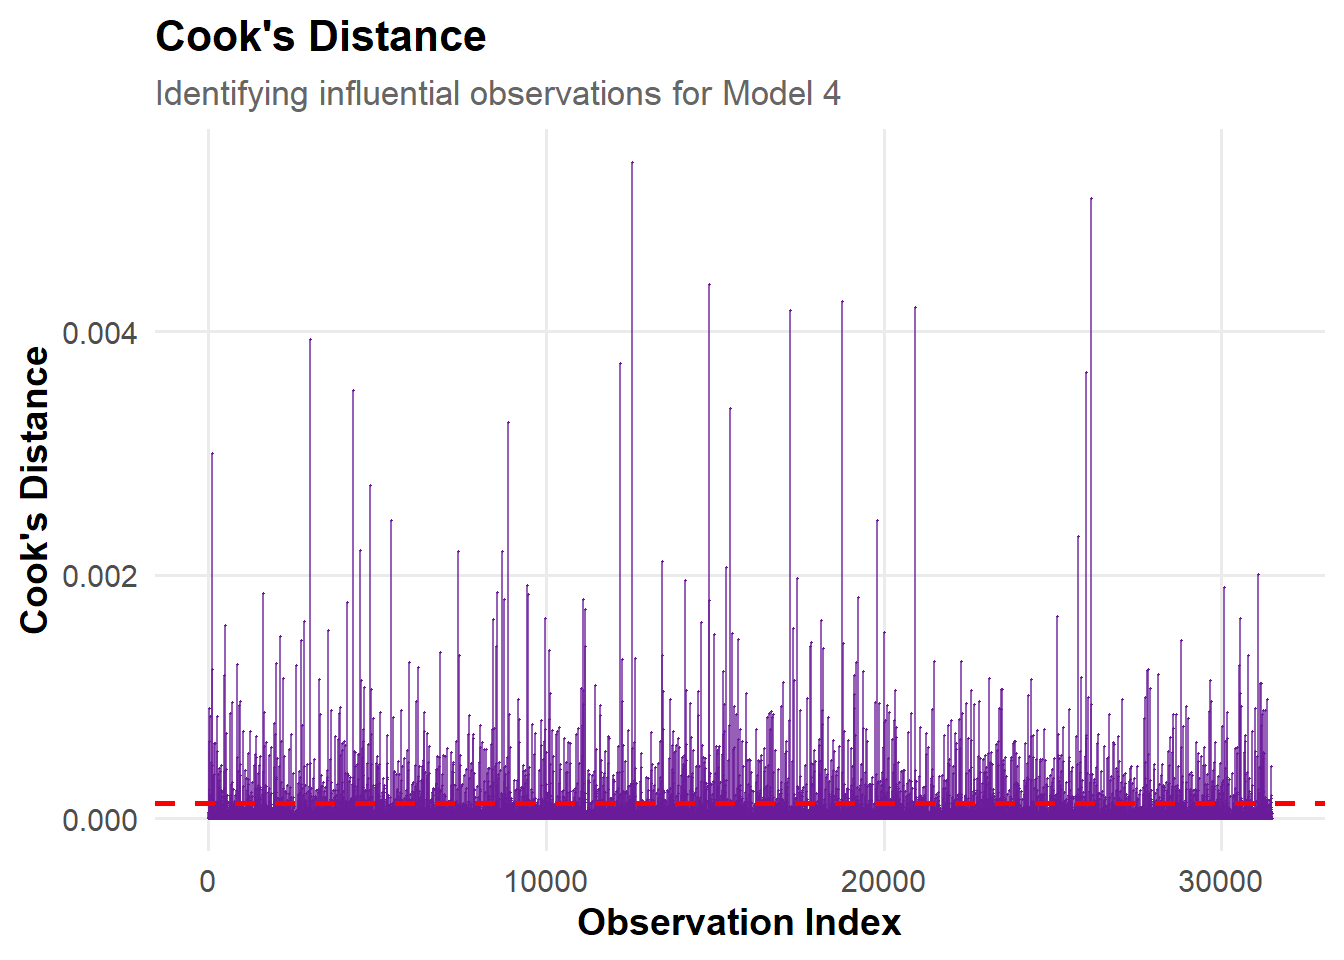 Cook's Distance
Identifying influential observations for Model 4
Cook's Distance
0.004
0.002
0.000
0
10000
20000
30000
Observation Index